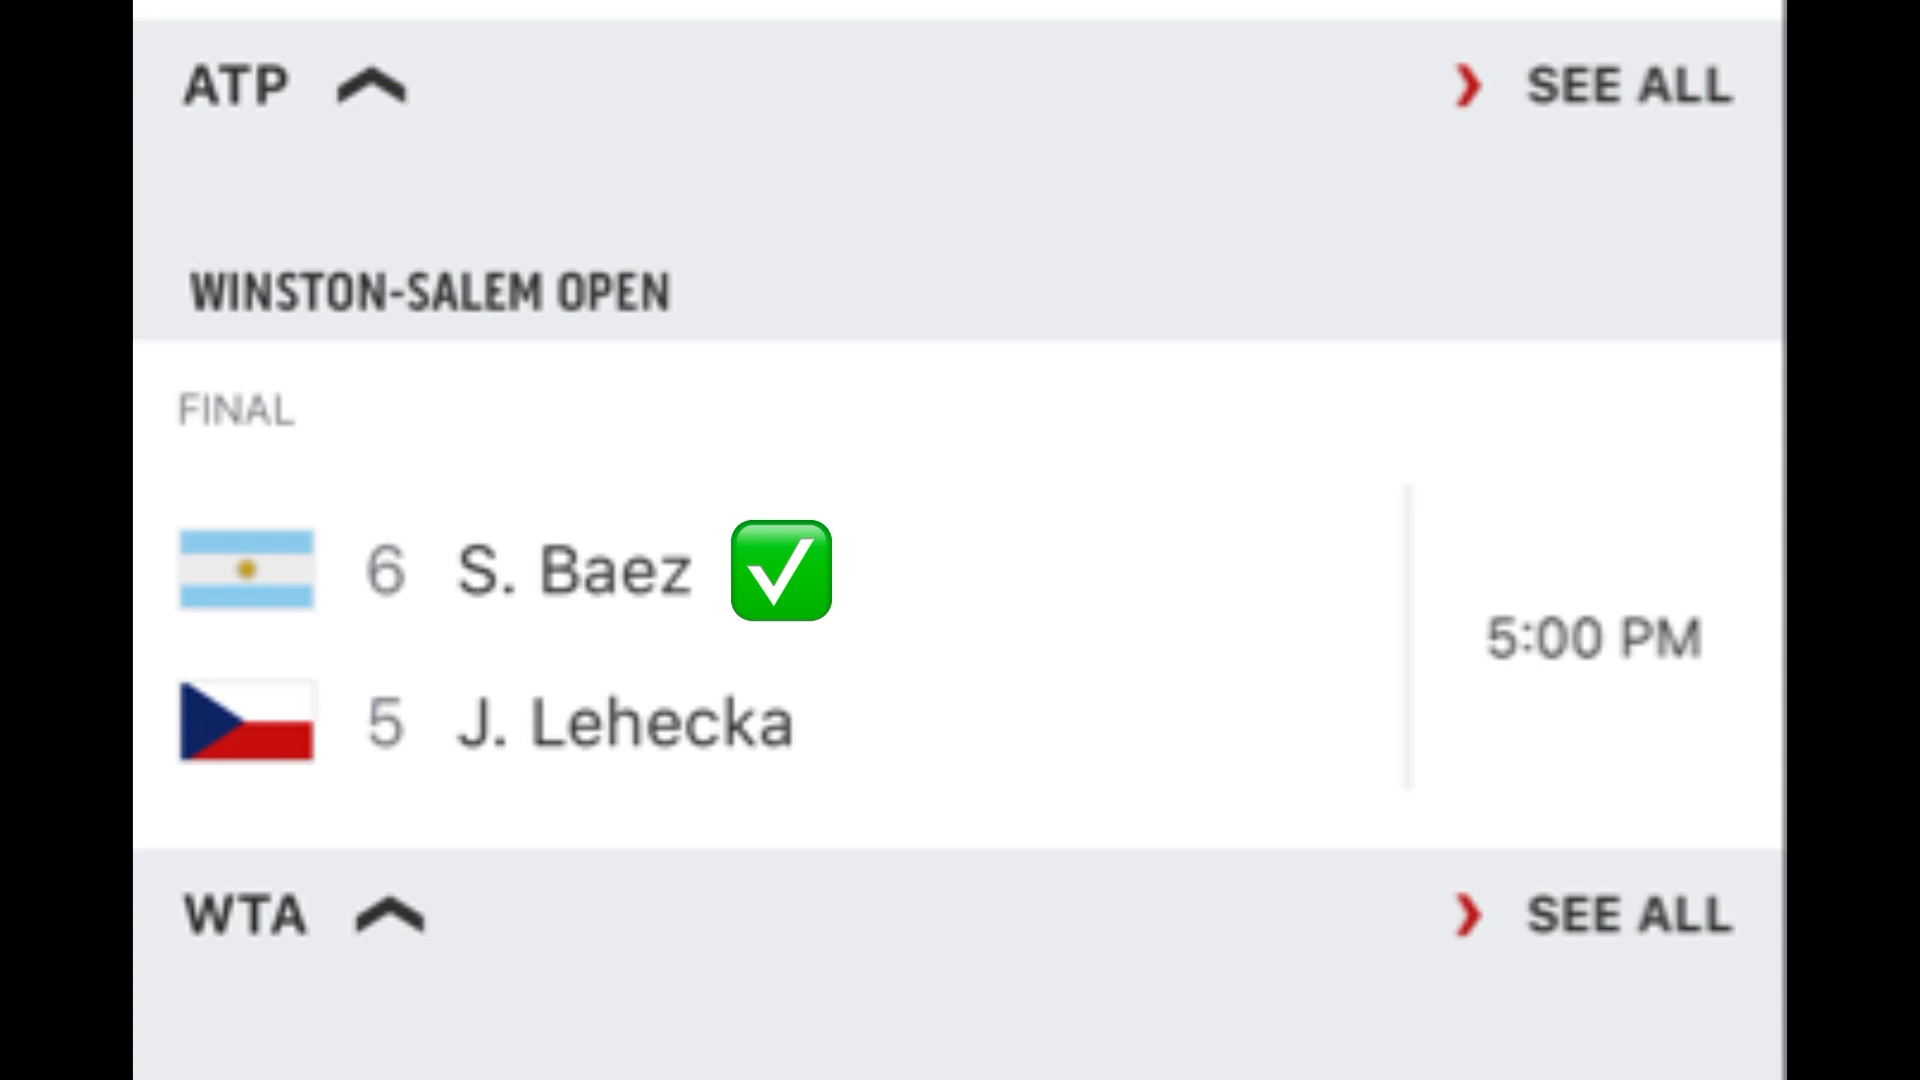 ATP SEE ALL
WINSTON-SALEM OPEN
FINAL
6 S. Baez
5:00 PM
5 J. Lehecka
WTA SEE ALL